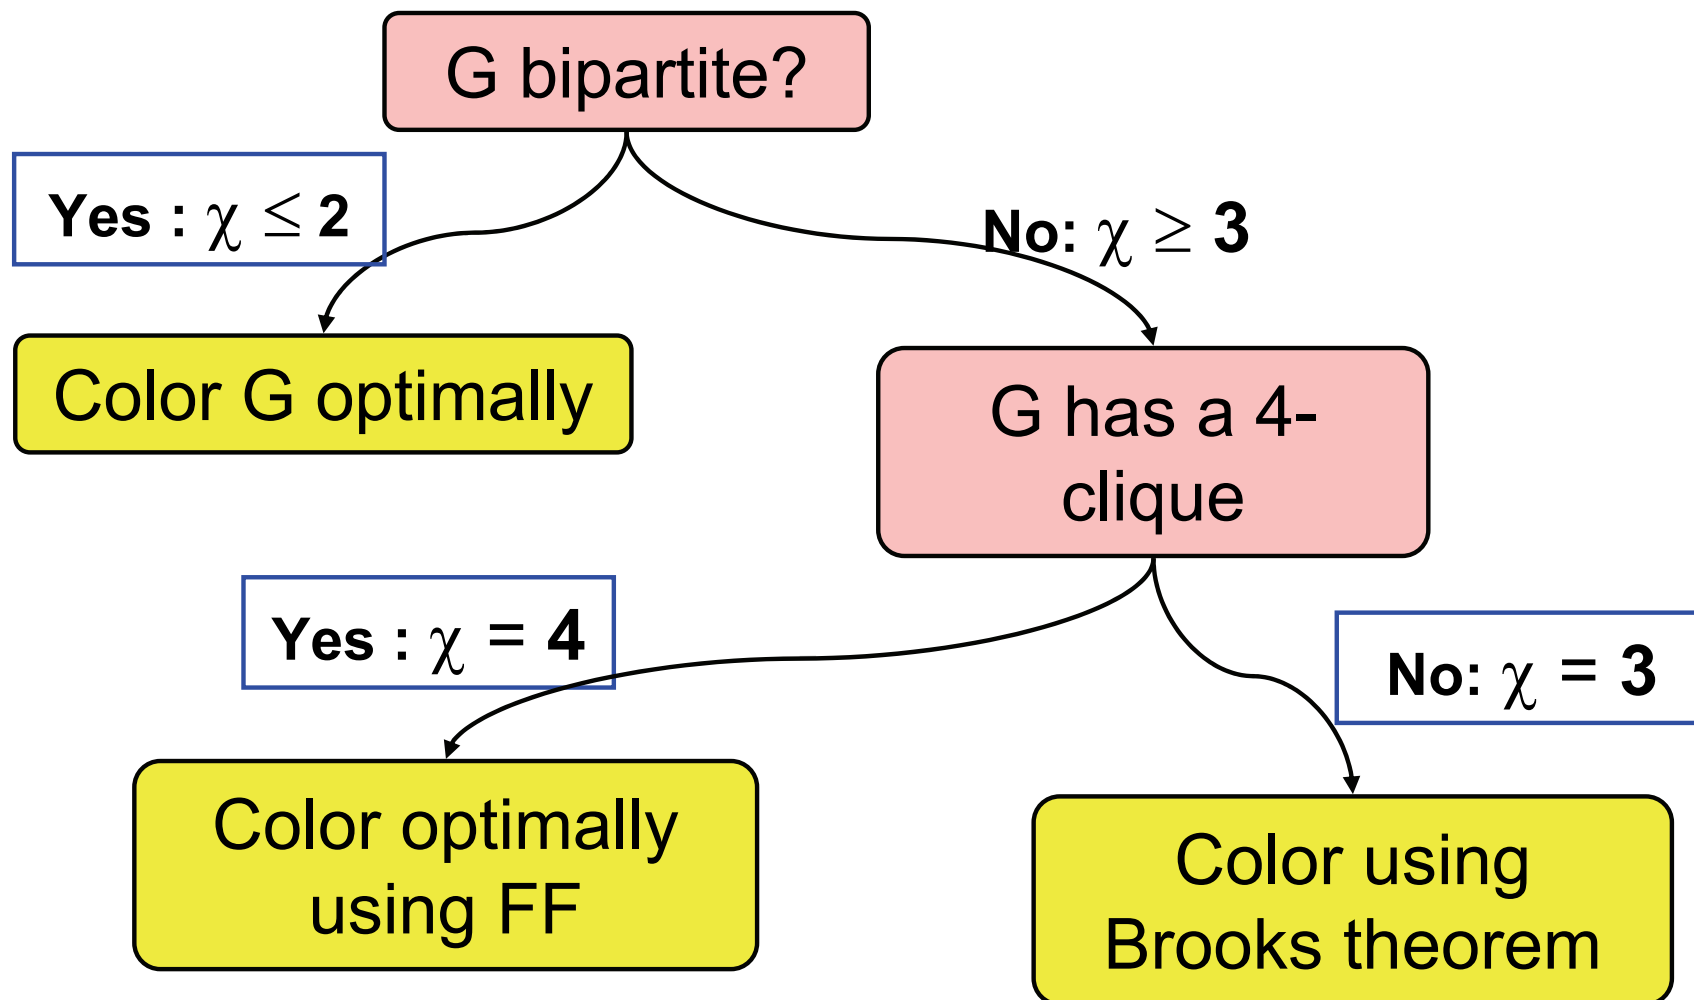 G bipartite?
Yes : χ ≤ 2
No: χ ≥ 3
Color G optimally
G has a 4-
clique
Yes : χ = 4
No: χ = 3
Color optimally
using FF
Color using
Brooks theorem